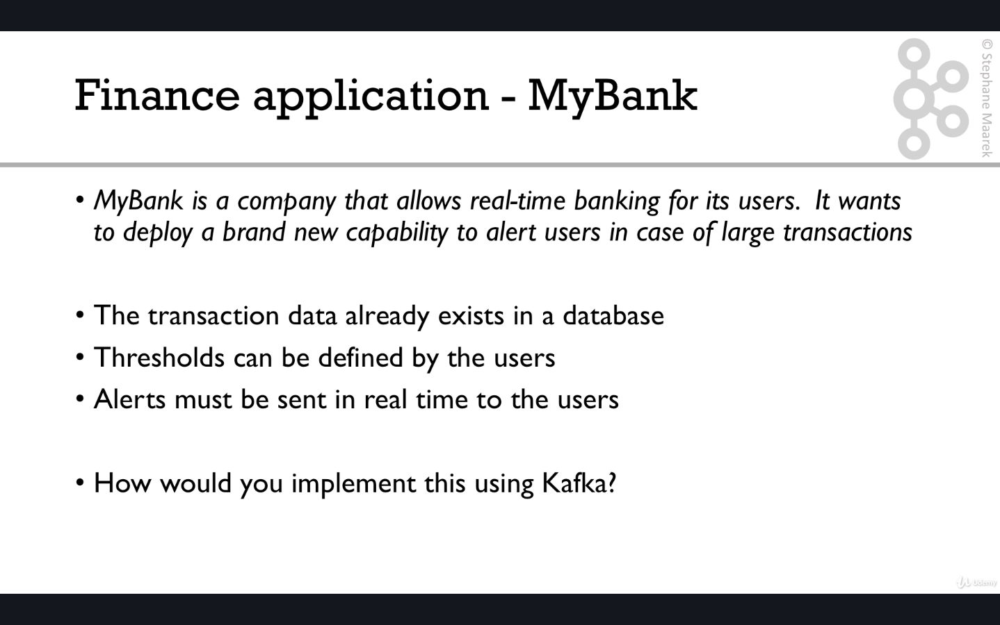 Finance application - MyBank
© Stephane Maarek
• MyBank is a company that allows real-time banking for its users. It wants
to deploy a brand new capability to alert users in case of large transactions
• The transaction data already exists in a database
• Thresholds can be defined by the users
• Alerts must be sent in real time to the users
• How would you implement this using Kafka?
Udemy